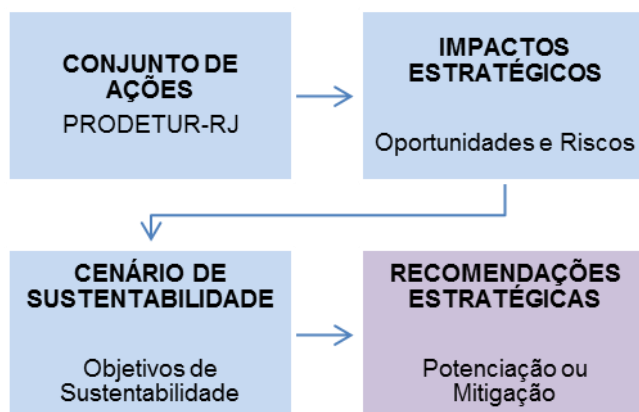 CONJUNTO DE
AÇÕES
PRODETUR-RJ
IMPACTOS
ESTRATÉGICOS
Oportunidades e Riscos
CENÁRIO DE
SUSTENTABILIDADE
Objetivos de
Sustentabilidade
RECOMENDAÇÕES
ESTRATÉGICAS
Potenciação ou
Mitigação